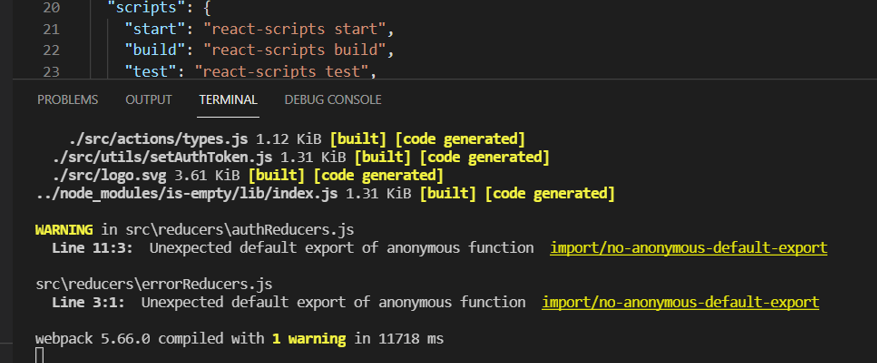 20 "scripts": {
21 "start": "react-scripts start",
22 "build": "react-scripts build",
23 "test": "react-scripts test",
PROBLEMS OUTPUT TERMINAL DEBUG CONSOLE
./src/actions/types.js 1.12 KiB [built] [code generated]
./src/utils/setAuthToken.js 1.31 KiB [built] [code generated]
./src/logo.svg 3.61 KiB [built] [code generated]
../node_modules/is-empty/lib/index.js 1.31 KiB [built] [code generated]
WARNING in src\reducers\authReducers.js
Line 11:3: Unexpected default export of anonymous function import/no-anonymous-default-export
src\reducers\errorReducers.js
Line 3:1: Unexpected default export of anonymous function import/no-anonymous-default-export
webpack 5.66.0 compiled with 1 warning in 11718 ms